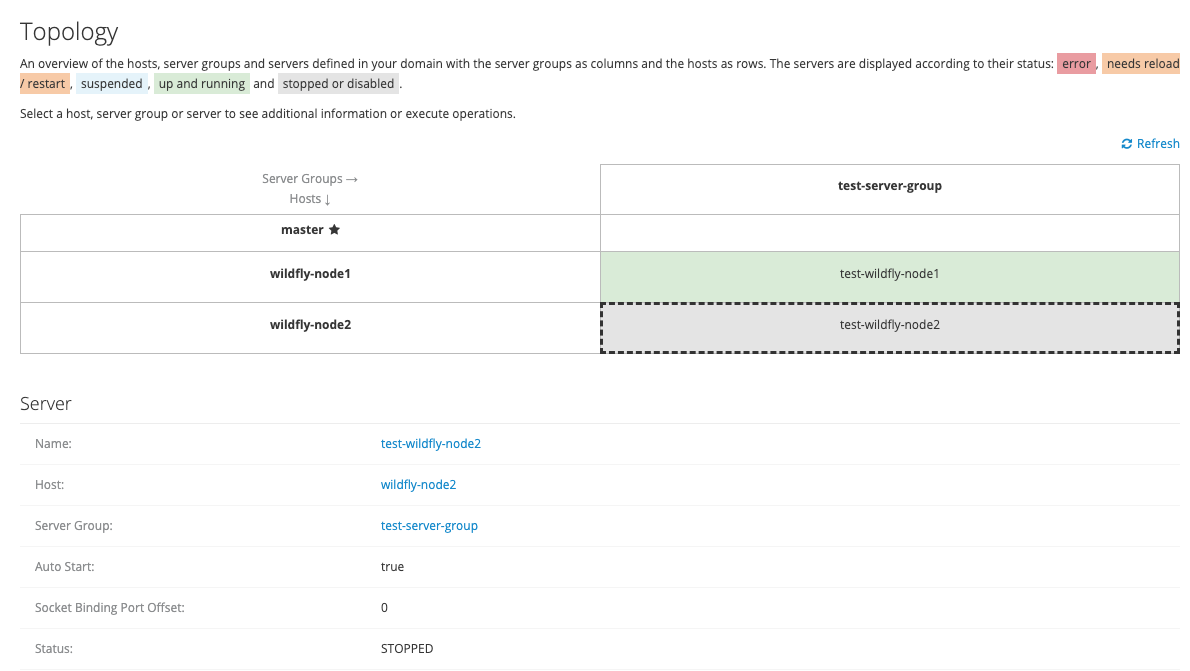 Topology
An overview of the hosts, server groups and servers defined in your domain with the server groups as columns and the hosts as rows. The servers are displayed according to their status: error, needs reload
/ restart, suspended, up and running and stopped or disabled.
Select a host, server group or server to see additional information or execute operations.
Refresh
Server Groups →
Hosts ↓
test-server-group
master ★
wildfly-node1
test-wildfly-node1
wildfly-node2
test-wildfly-node2
Server
Name: test-wildfly-node2
Host: wildfly-node2
Server Group: test-server-group
Auto Start: true
Socket Binding Port Offset: 0
Status: STOPPED